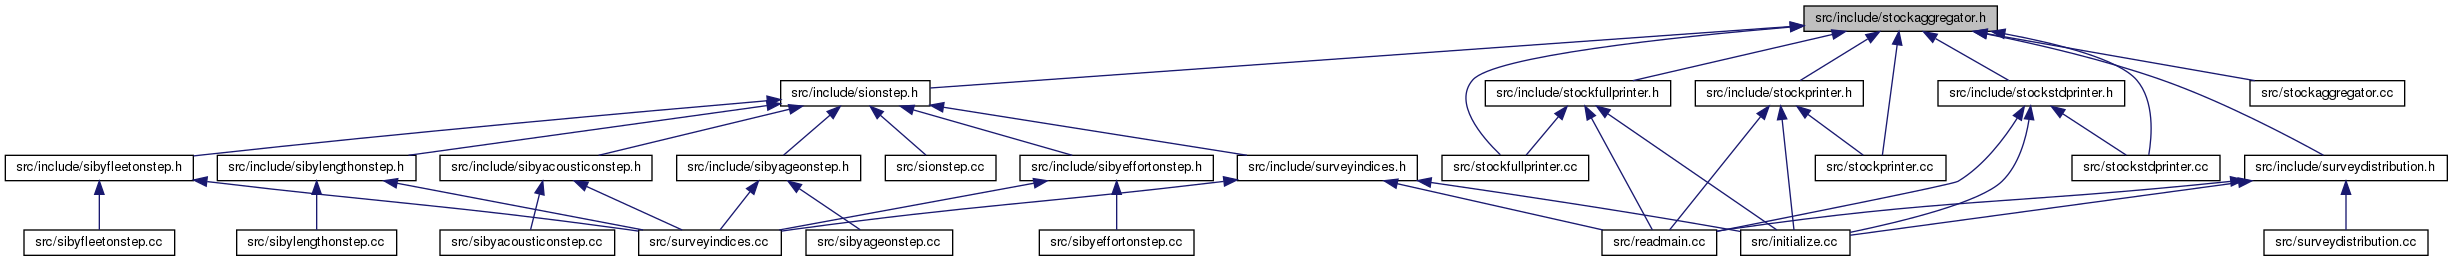 src/include/stockaggregator.h
src/include/sionstep.h
src/include/stockfullprinter.h
src/include/stockprinter.h
src/include/stockstdprinter.h
src/stockaggregator.cc
src/include/sibyfleetonstep.h
src/include/sibylengthonstep.h
src/include/sibyacousticonstep.h
src/include/sibyageonstep.h
src/sionstep.cc
src/include/sibyeffortonstep.h
src/include/surveyindices.h
src/stockfullprinter.cc
src/stockprinter.cc
src/stockstdprinter.cc
src/include/surveydistribution.h
src/sibyfleetonstep.cc
src/sibylengthonstep.cc
src/sibyacousticonstep.cc
src/surveyindices.cc
src/sibyageonstep.cc
src/sibyeffortonstep.cc
src/readmain.cc
src/initialize.cc
src/surveydistribution.cc